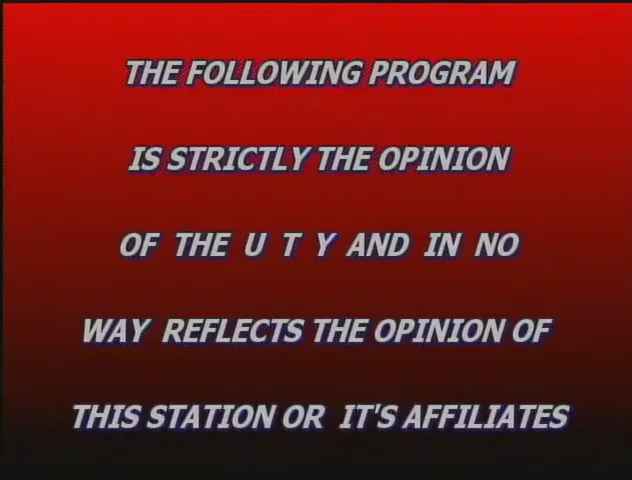 THE FOLLOWING PROGRAM
IS STRICTLY THE OPINION
OF THE U T Y AND IN NO
WAY REFLECTS THE OPINION OF
THIS STATION OR IT'S AFFILIATES